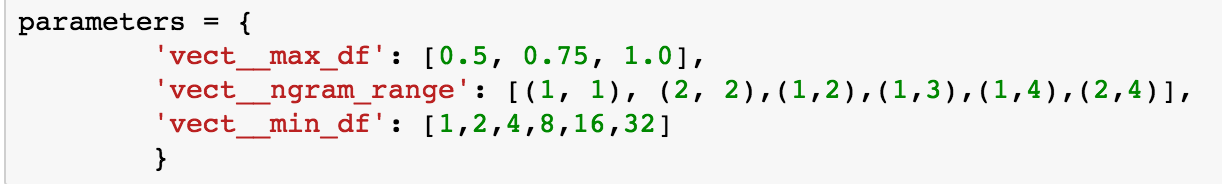 parameters = {
'vect__max_df': [0.5, 0.75, 1.0],
'vect__ngram_range': [(1, 1), (2, 2),(1,2),(1,3),(1,4),(2,4)],
'vect__min_df': [1,2,4,8,16,32]
}